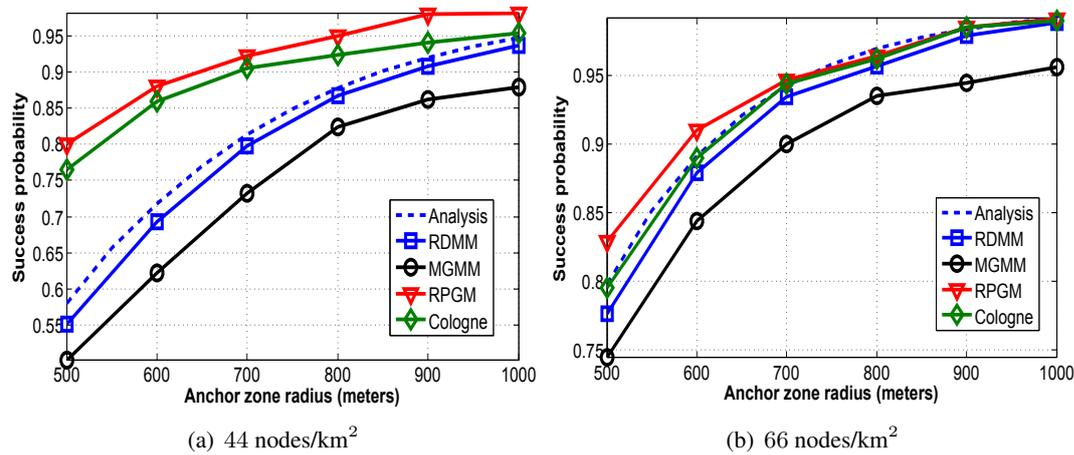 0.95
0.9
0.85
0.8
0.75
0.7
0.65
0.6
0.55
Success probability
500 600 700 800 900 1000
Anchor zone radius (meters)
Analysis
RDMM
MGMM
RPGM
Cologne
(a) 44 nodes/km²
0.95
0.9
0.85
0.8
0.75
Success probability
500 600 700 800 900 1000
Anchor zone radius (meters)
Analysis
RDMM
MGMM
RPGM
Cologne
(b) 66 nodes/km²